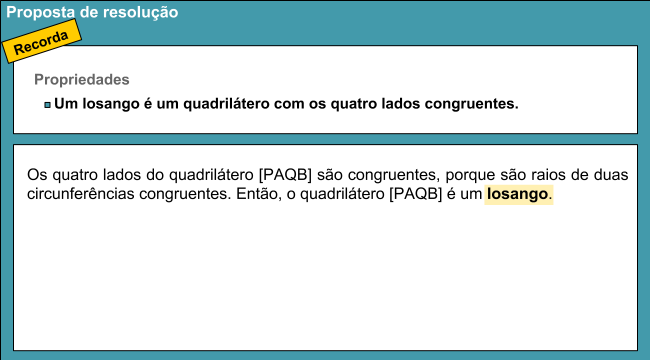 Proposta de resolução
Recorda
Propriedades
Um losango é um quadrilátero com os quatro lados congruentes.
Os quatro lados do quadrilátero [PAQB] são congruentes, porque são raios de duas
circunferências congruentes. Então, o quadrilátero [PAQB] é um losango.